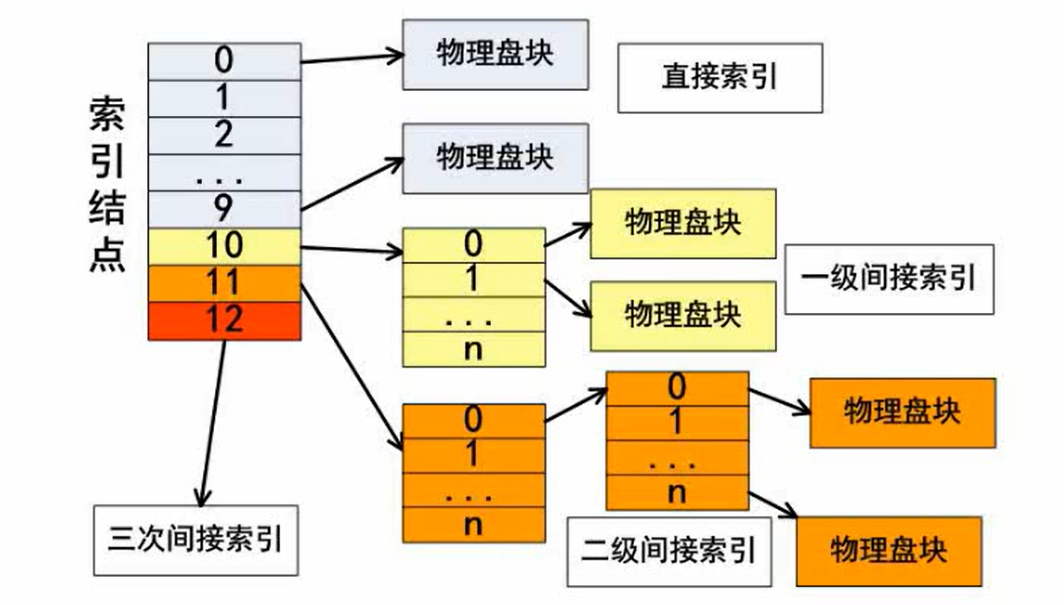 索引结点
0
1
2
...
9
10
11
12
物理盘块
直接索引
物理盘块
0
1
...
n
物理盘块
物理盘块
一级间接索引
0
1
...
n
0
1
...
n
物理盘块
物理盘块
二级间接索引
三次间接索引